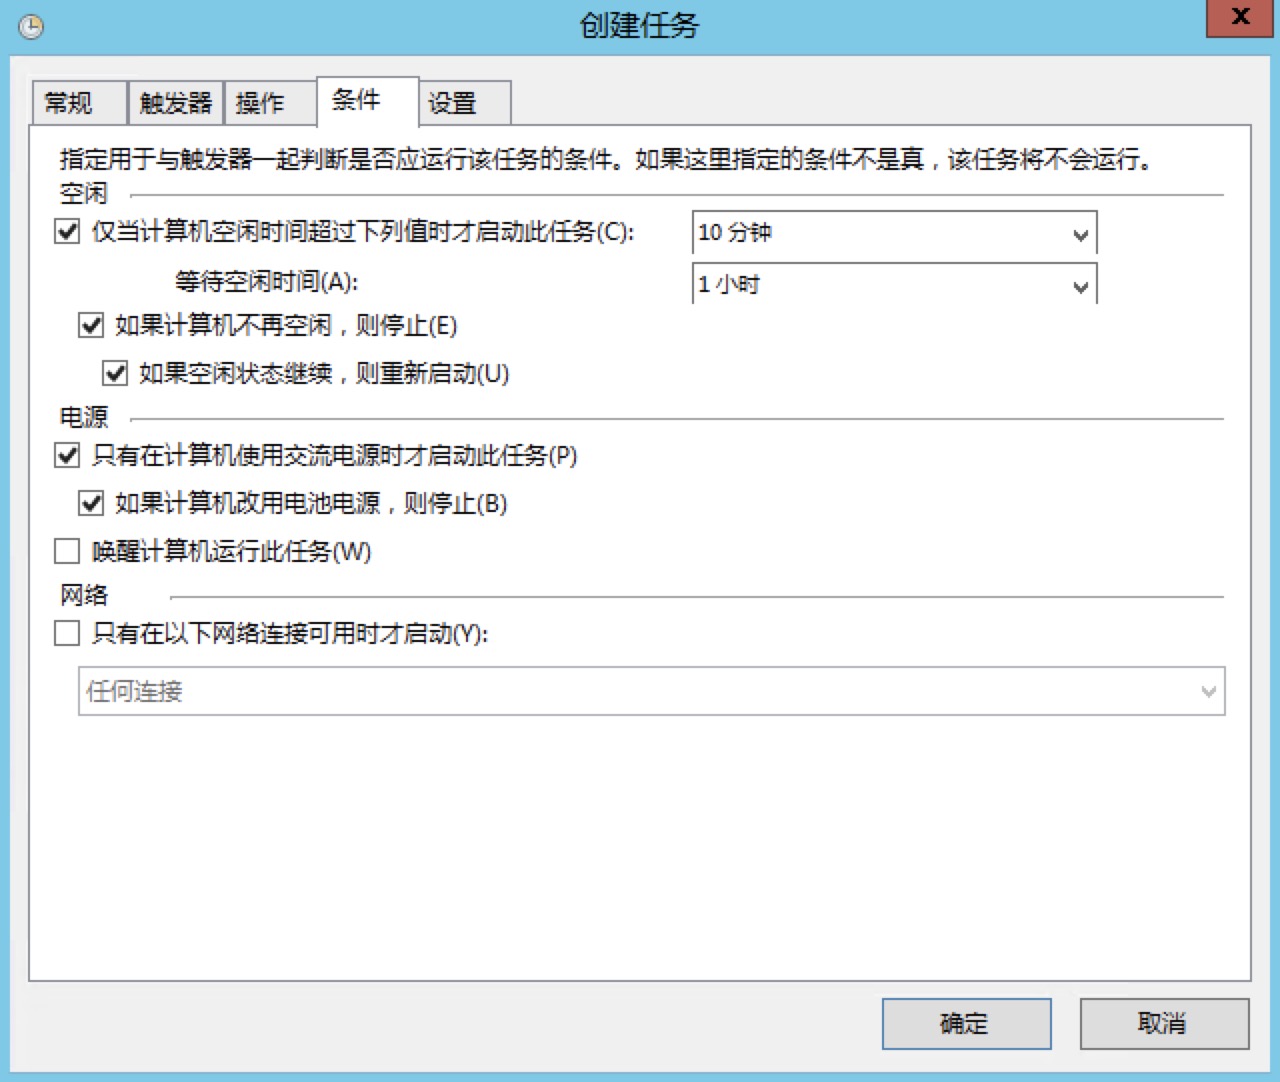 创建任务
常规 触发器 操作 条件 设置
指定用于与触发器一起判断是否应运行该任务的条件。如果这里指定的条件不是真，该任务将不会运行。
空闲
仅当计算机空闲时间超过下列值时才启动此任务(C): 10 分钟
等待空闲时间(A): 1 小时
如果计算机不再空闲，则停止(E)
如果空闲状态继续，则重新启动(U)
电源
只有在计算机使用交流电源时才启动此任务(P)
如果计算机改用电池电源，则停止(B)
唤醒计算机运行此任务(W)
网络
只有在以下网络连接可用时才启动(Y):
任何连接
确定 取消